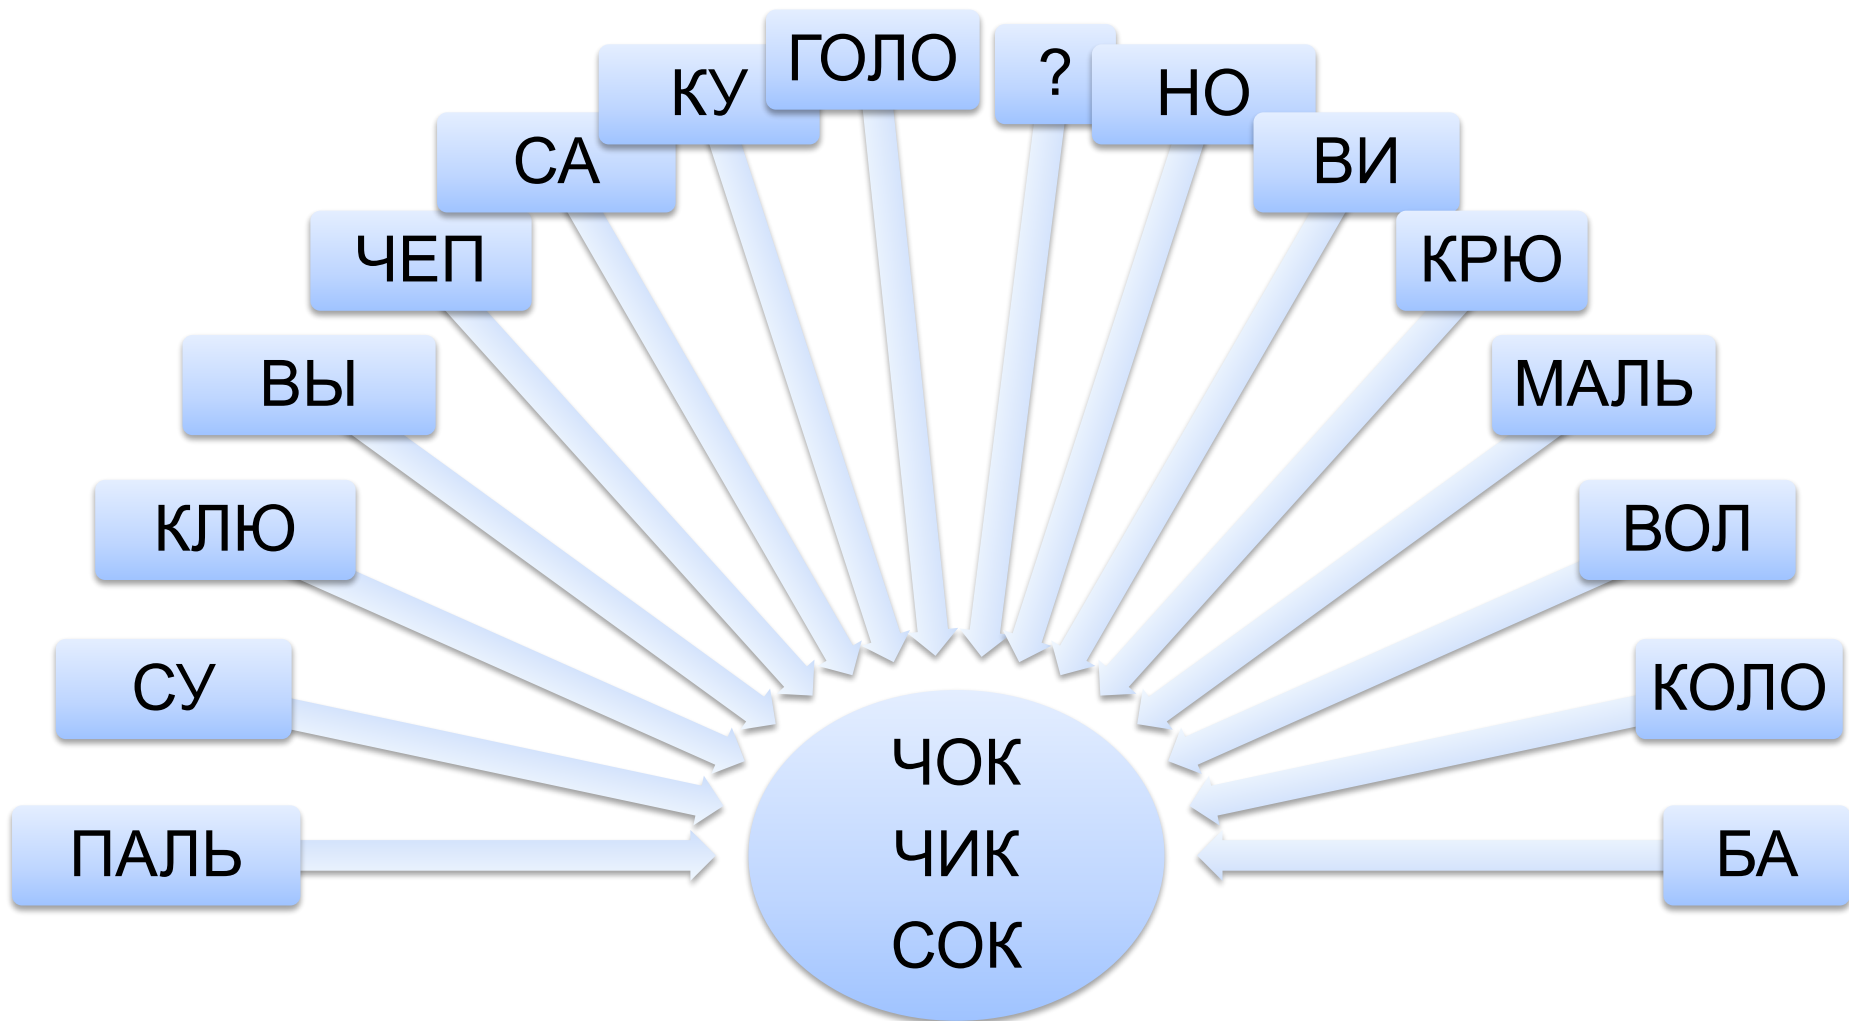 ГОЛО
?
КУ
НО
СА
ВИ
ЧЕП
КРЮ
ВЫ
МАЛЬ
КЛЮ
ВОЛ
СУ
КОЛО
ПАЛЬ
БА
ЧОК
ЧИК
СОК